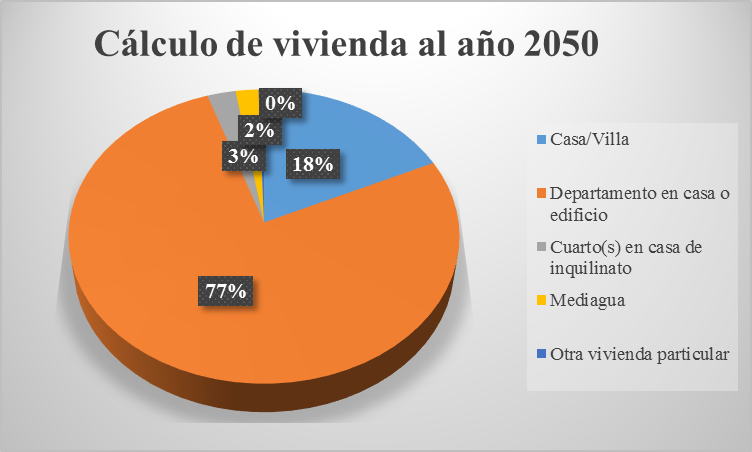 Cálculo de vivienda al año 2050
0%
2%
3%
18%
77%
Casa/Villa
Departamento en casa o
edificio
Cuarto(s) en casa de
inquilinato
Mediagua
Otra vivienda particular